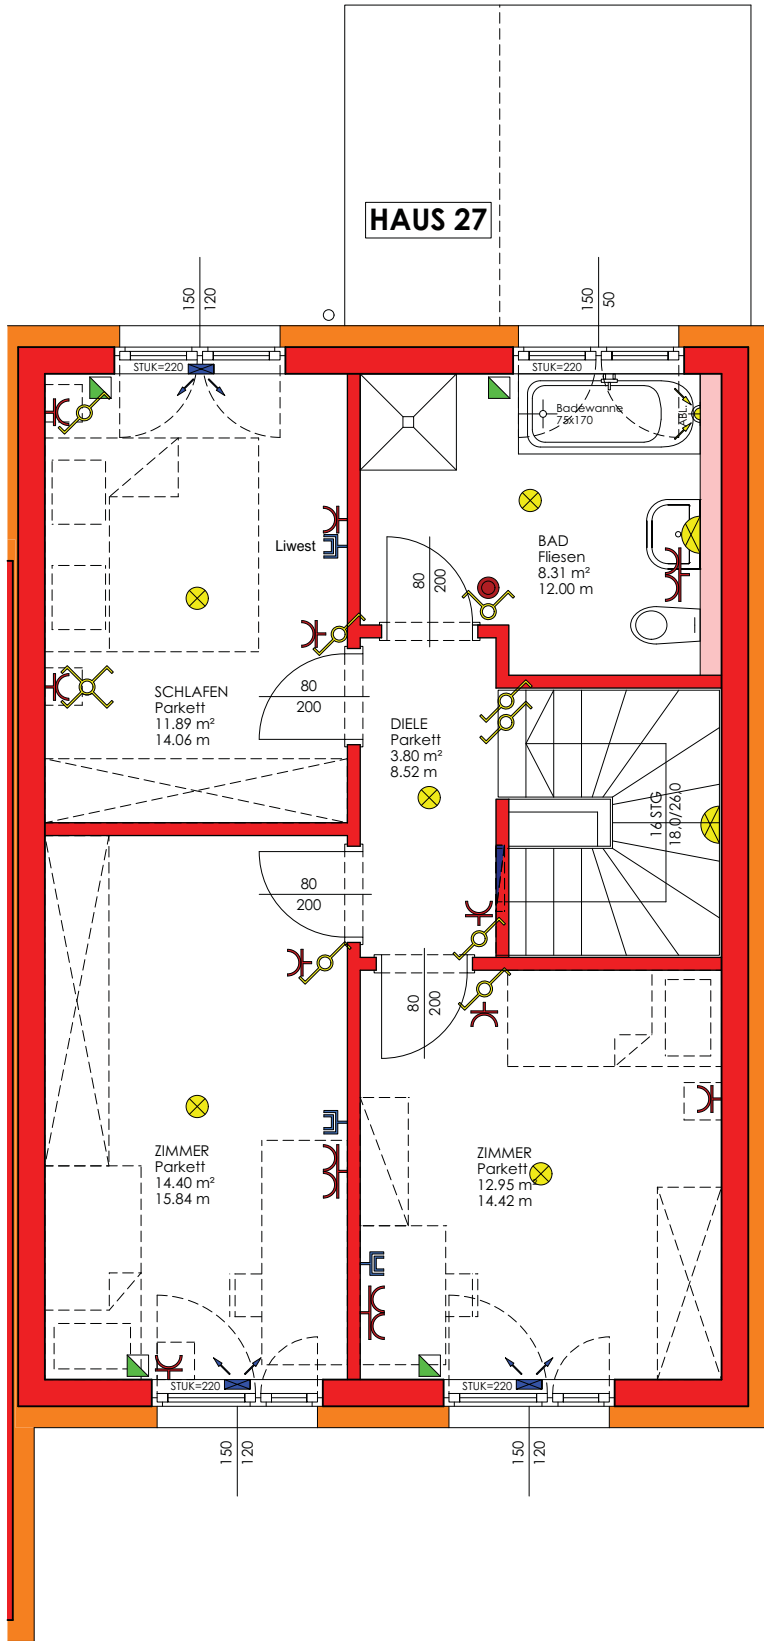 HAUS 27
150
120
150
50
STUK=220
STUK=220
Badewanne
75x170
ABL.
Liwest
BAD
Fliesen
8.31 m²
12.00 m
80
200
SCHLAFEN
Parkett
11.89 m²
14.06 m
80
200
DIELE
Parkett
3.80 m²
8.52 m
16 STG
18,0/26,0
80
200
80
200
ZIMMER
Parkett
14.40 m²
15.84 m
ZIMMER
Parkett
12.95 m²
14.42 m
STUK=220
STUK=220
150
120
150
120